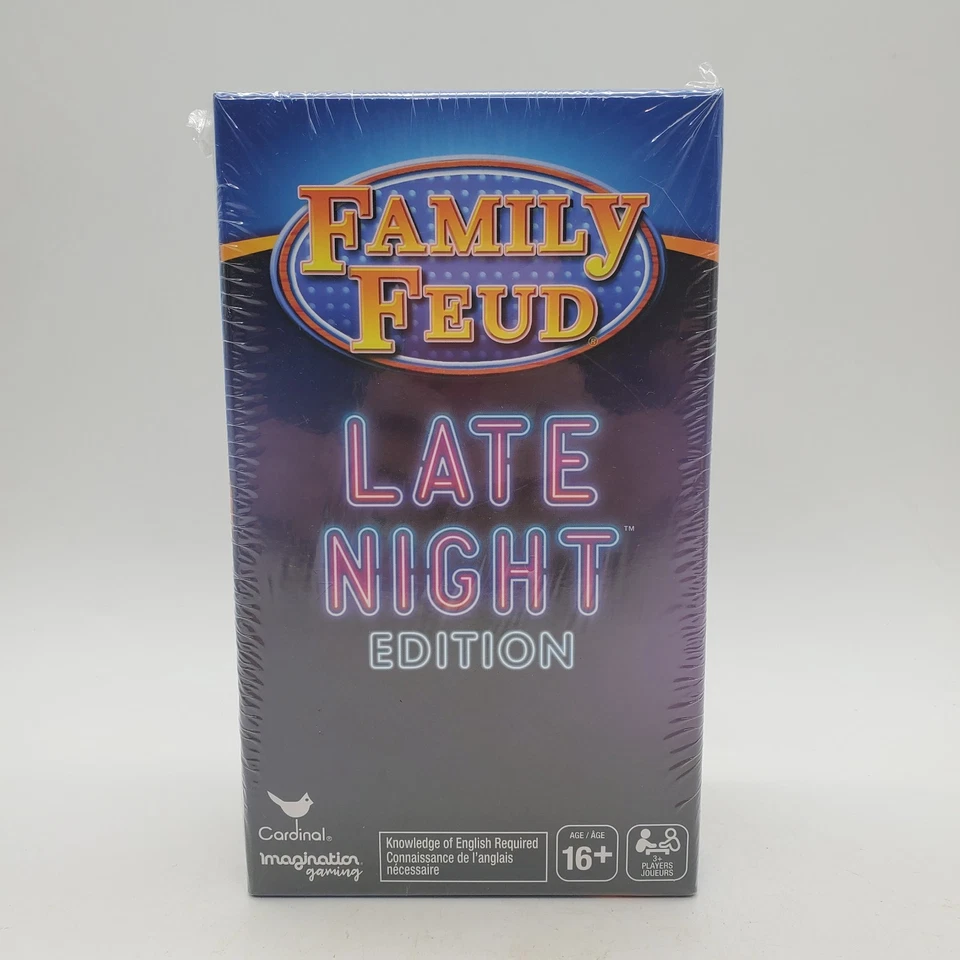 FAMILY
FEUD®
LATE
NIGHT™
EDITION
Cardinal®
Imagination
gaming
Knowledge of English Required
Connaissance de l'anglais
nécessaire
AGE / ÂGE
16+
3+
PLAYERS
JOUEURS